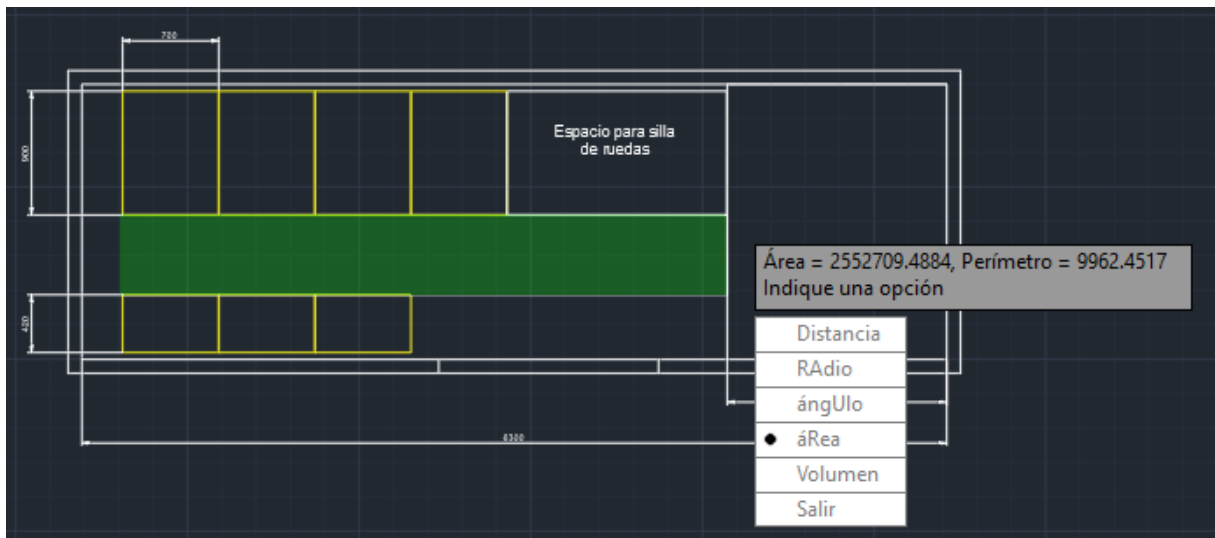 700
900
Espacio para silla
de ruedas
Área = 2552709.4884, Perímetro = 9962.4517
Indique una opción
420
Distancia
RAdio
ángUlo
áRea
Volumen
Salir
6300